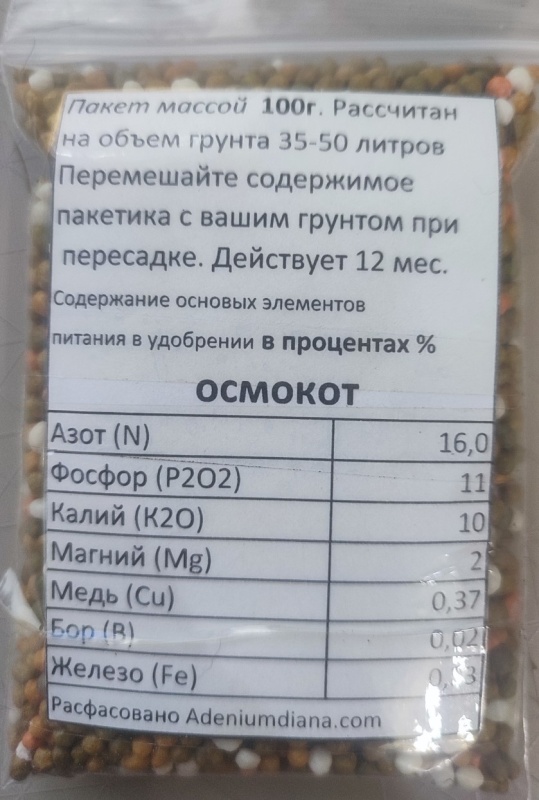 Пакет массой 100г. Рассчитан
на объем грунта 35-50 литров
Перемешайте содержимое
пакетика с вашим грунтом при
пересадке. Действует 12 мес.
Содержание основых элементов
питания в удобрении в процентах %
ОСМОКОТ
Азот (N) 16,0
Фосфор (P2O2) 11
Калий (K2O) 10
Магний (Mg) 2
Медь (Cu) 0,37
Бор (B) 0,02
Железо (Fe)
Расфасовано Adeniumdiana.com